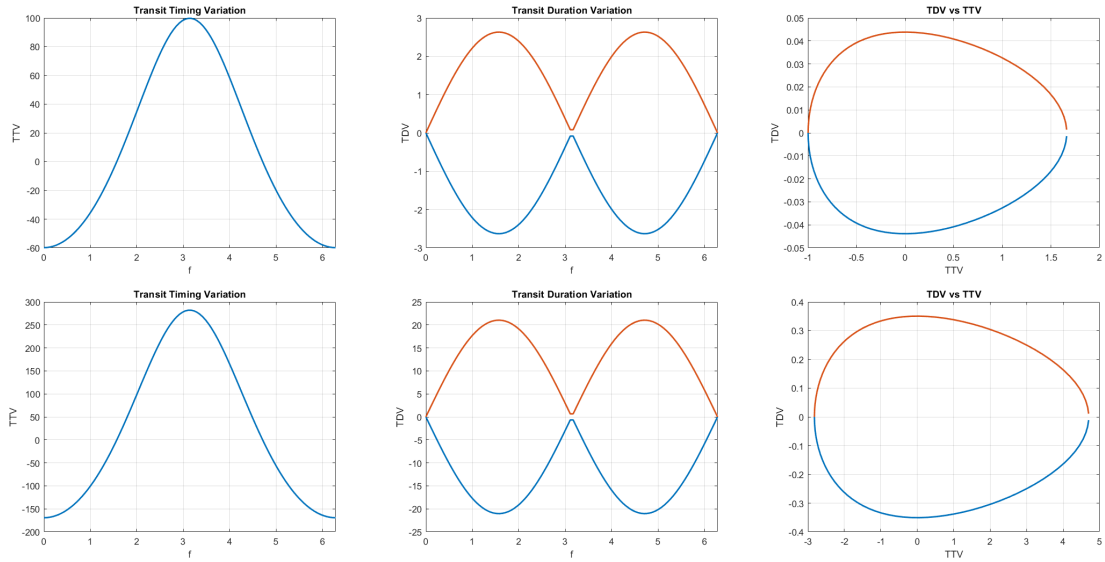 Transit Timing Variation
100
80
60
40
20
0
-20
-40
-60
TTV
0 1 2 3 4 5 6
f
Transit Duration Variation
3
2
1
0
-1
-2
-3
TDV
0 1 2 3 4 5 6
f
TDV vs TTV
0.05
0.04
0.03
0.02
0.01
0
-0.01
-0.02
-0.03
-0.04
-0.05
TDV
-1 -0.5 0 0.5 1 1.5 2
TTV
Transit Timing Variation
300
250
200
150
100
50
0
-50
-100
-150
-200
TTV
0 1 2 3 4 5 6
f
Transit Duration Variation
25
20
15
10
5
0
-5
-10
-15
-20
-25
TDV
0 1 2 3 4 5 6
f
TDV vs TTV
0.4
0.3
0.2
0.1
0
-0.1
-0.2
-0.3
-0.4
TDV
-3 -2 -1 0 1 2 3 4 5
TTV